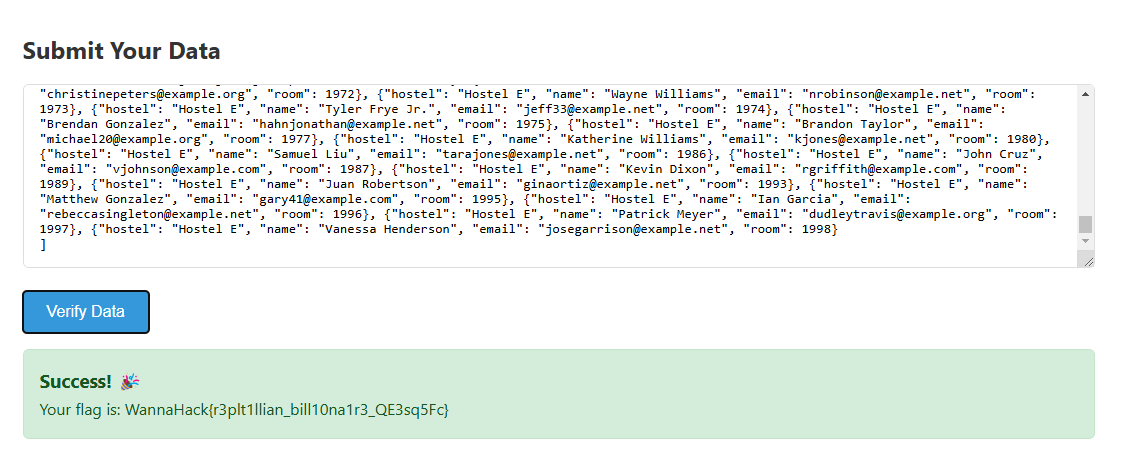 Submit Your Data
"christinepeters@example.org", "room": 1972}, {"hostel": "Hostel E", "name": "Wayne Williams", "email": "nrobinson@example.net", "room":
1973}, {"hostel": "Hostel E", "name": "Tyler Frye Jr.", "email": "jeff33@example.net", "room": 1974}, {"hostel": "Hostel E", "name":
"Brendan Gonzalez", "email": "hahnjonathan@example.net", "room": 1975}, {"hostel": "Hostel E", "name": "Brandon Taylor", "email":
"michael20@example.org", "room": 1977}, {"hostel": "Hostel E", "name": "Katherine Williams", "email": "kjones@example.net", "room": 1980},
{"hostel": "Hostel E", "name": "Samuel Liu", "email": "tarajones@example.net", "room": 1986}, {"hostel": "Hostel E", "name": "John Cruz",
"email": "vjohnson@example.com", "room": 1987}, {"hostel": "Hostel E", "name": "Kevin Dixon", "email": "rgriffith@example.com", "room":
1989}, {"hostel": "Hostel E", "name": "Juan Robertson", "email": "ginaortiz@example.net", "room": 1993}, {"hostel": "Hostel E", "name":
"Matthew Gonzalez", "email": "gary41@example.com", "room": 1995}, {"hostel": "Hostel E", "name": "Ian Garcia", "email":
"rebeccasingleton@example.net", "room": 1996}, {"hostel": "Hostel E", "name": "Patrick Meyer", "email": "dudleytravis@example.org", "room":
1997}, {"hostel": "Hostel E", "name": "Vanessa Henderson", "email": "josegarrison@example.net", "room": 1998}
]
Verify Data
Success! 🎉
Your flag is: WannaHack{r3plt1llian_bill10na1r3_QE3sq5Fc}